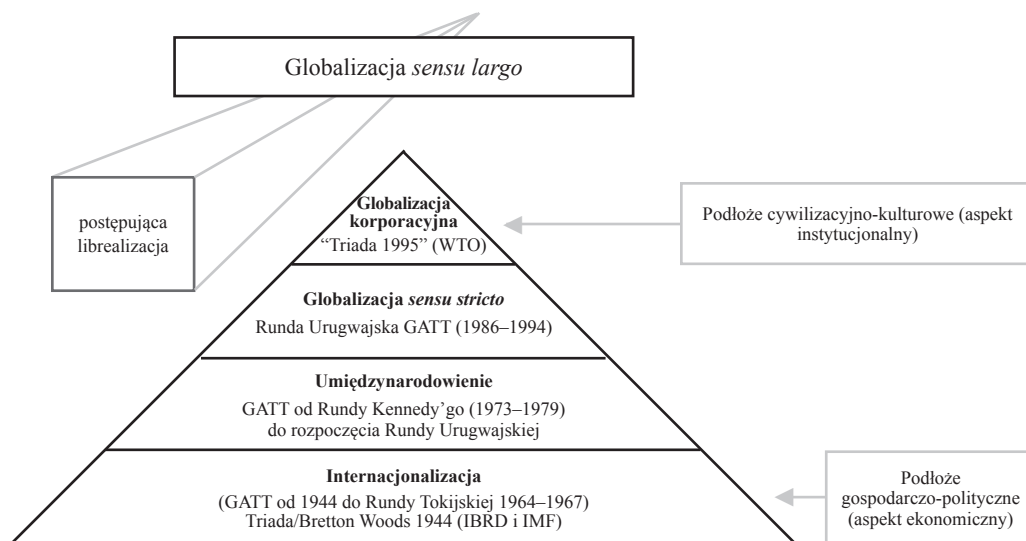 Globalizacja sensu largo
postępująca
librealizacja
Globalizacja
korporacyjna
“Triada 1995” (WTO)
Podłoże cywilizacyjno-kulturowe (aspekt
instytucjonalny)
Globalizacja sensu stricto
Runda Urugwajska GATT (1986–1994)
Umiędzynarodowienie
GATT od Rundy Kennedy’go (1973–1979)
do rozpoczęcia Rundy Urugwajskiej
Internacjonalizacja
(GATT od 1944 do Rundy Tokijskiej 1964–1967)
Triada/Bretton Woods 1944 (IBRD i IMF)
Podłoże
gospodarczo-polityczne
(aspekt ekonomiczny)